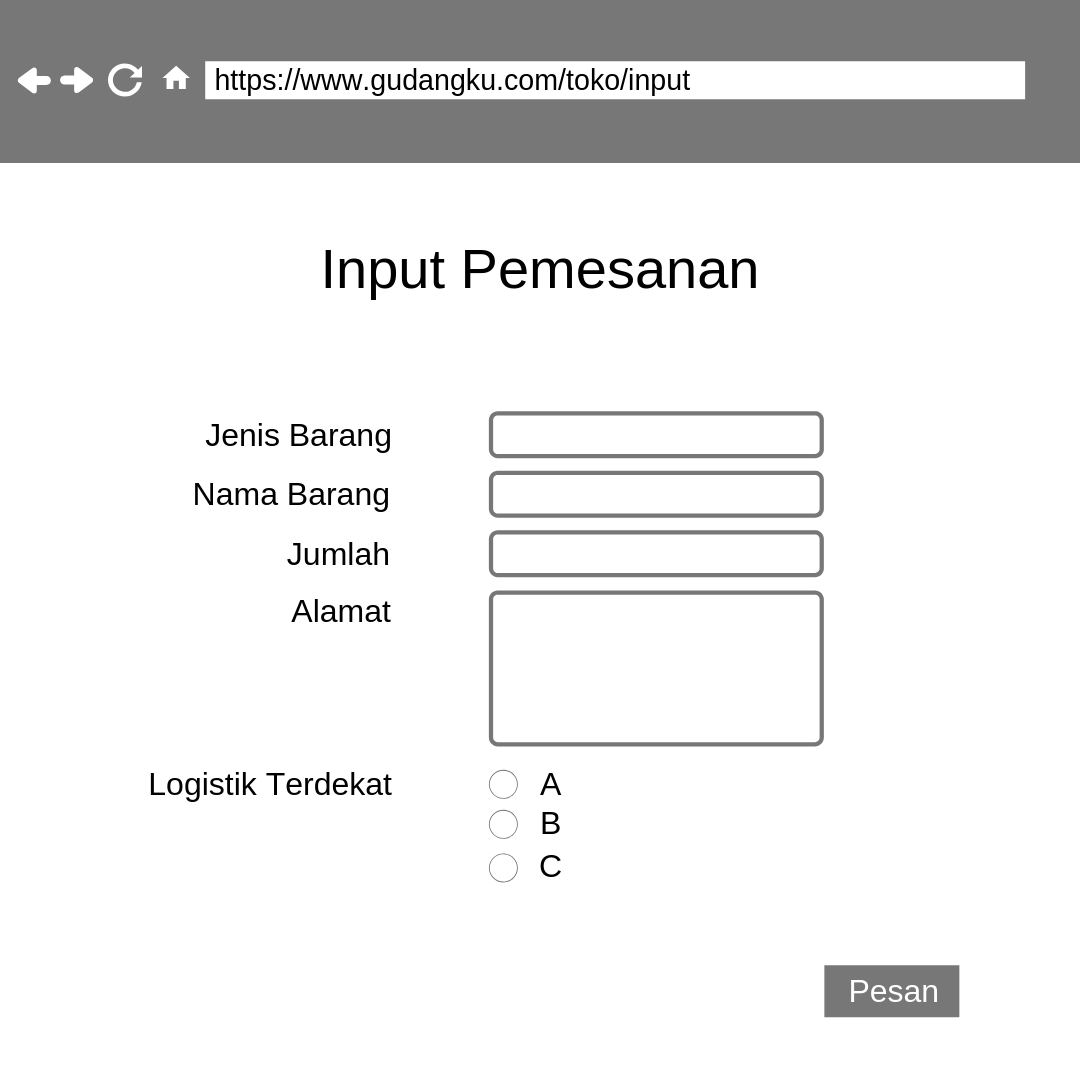 https://www.gudangku.com/toko/input
Input Pemesanan
Jenis Barang
Nama Barang
Jumlah
Alamat
Logistik Terdekat
A
B
C
Pesan